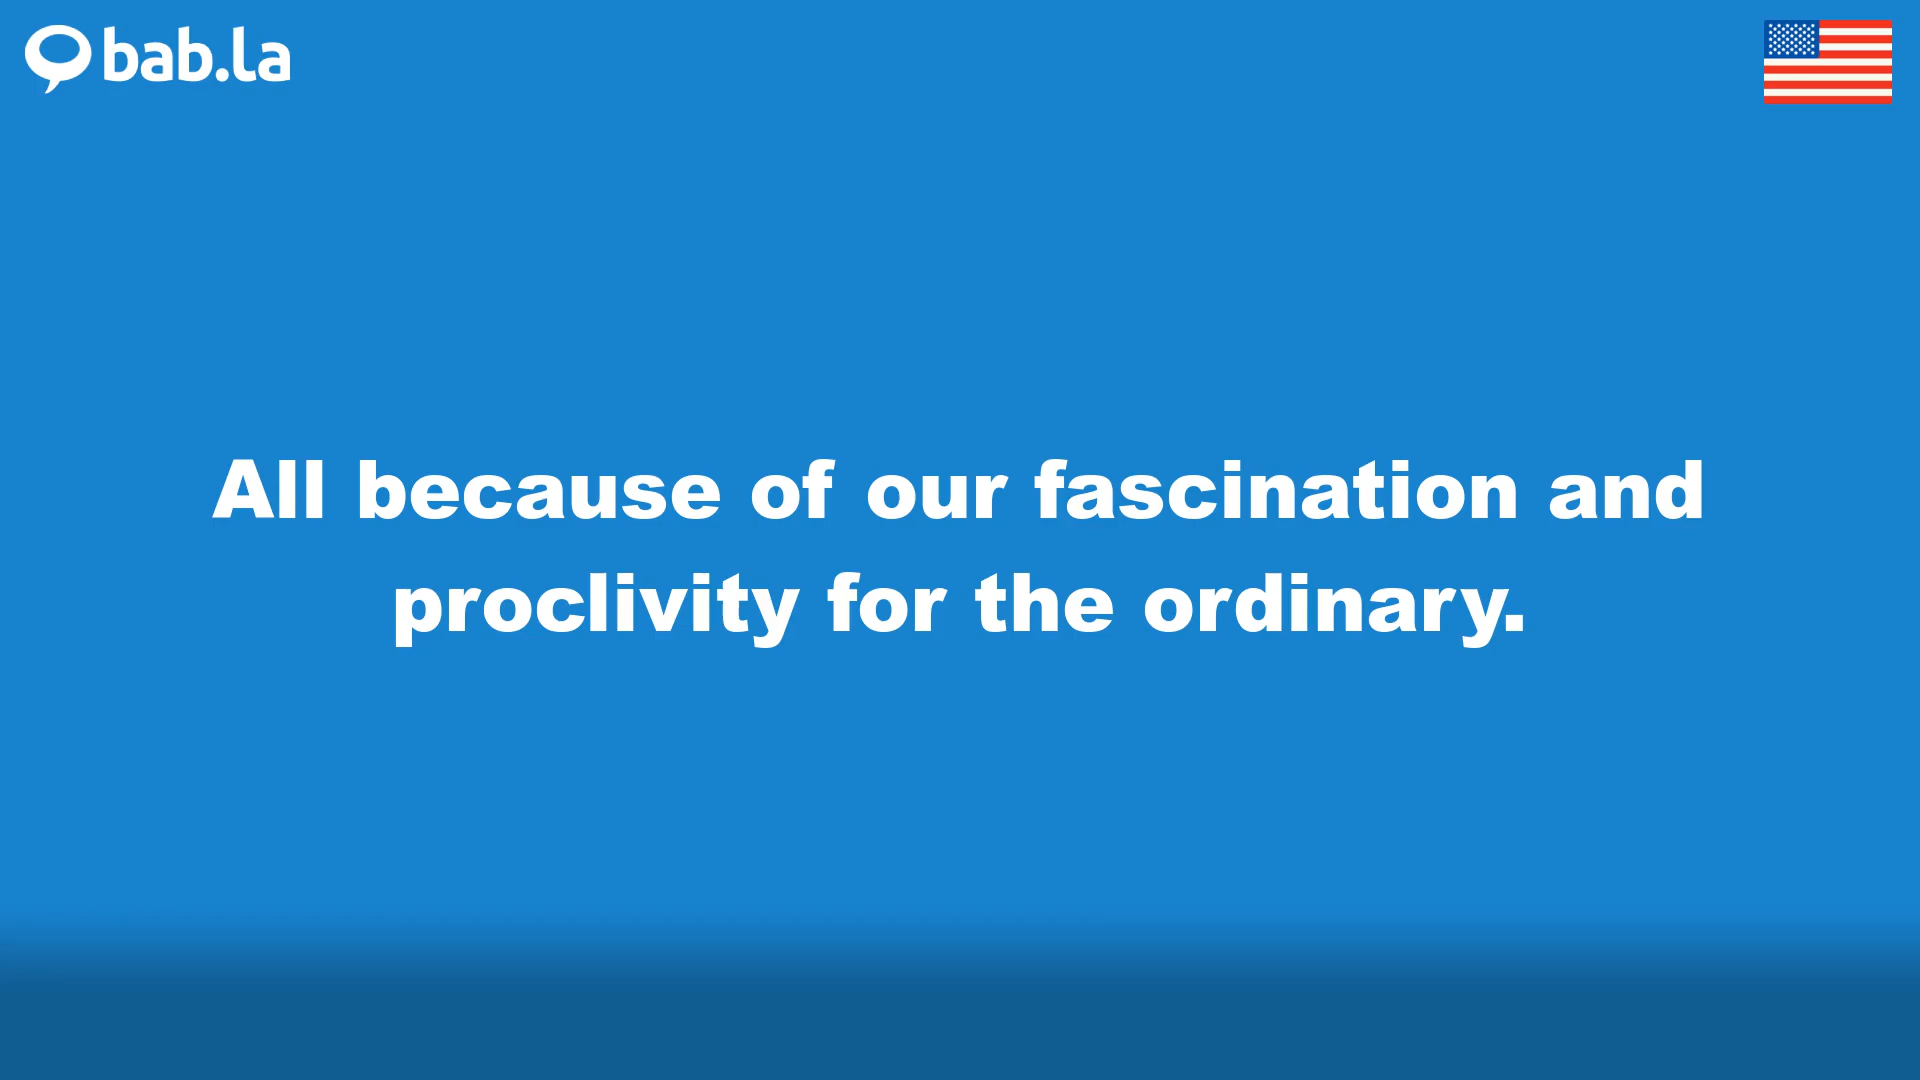 bab.la
All because of our fascination and
proclivity for the ordinary.